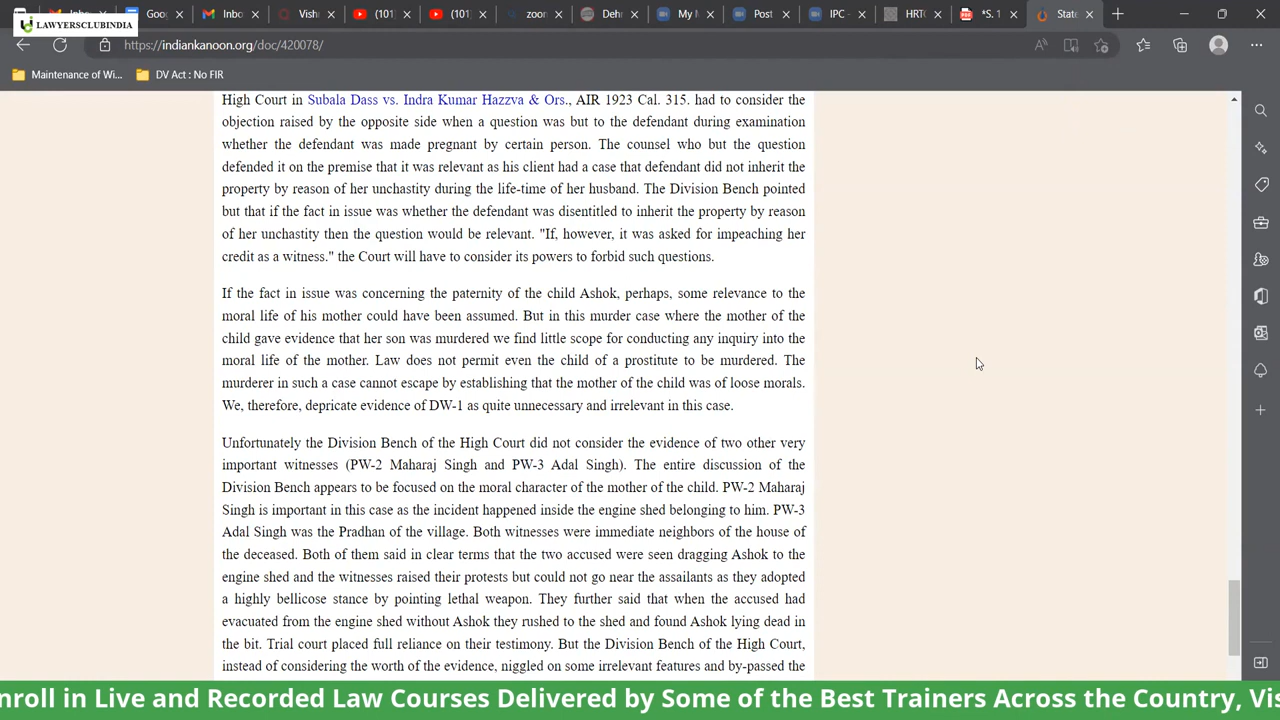 Inbo
Goo
Inbo
Vishn
(101
zoom
Dehr
My M
Post
FTC -
HRTC
*S. 1
State
LAWYERSCLUBINDIA
https://indiankanoon.org/doc/420078/
Maintenance of Wi...
DV Act : No FIR
High Court in Subala Dass vs. Indra Kumar Hazzva & Ors., AIR 1923 Cal. 315. had to consider the
objection raised by the opposite side when a question was but to the defendant during examination
whether the defendant was made pregnant by certain person. The counsel who but the question
defended it on the premise that it was relevant as his client had a case that defendant did not inherit the
property by reason of her unchastity during the life-time of her husband. The Division Bench pointed
but that if the fact in issue was whether the defendant was disentitled to inherit the property by reason
of her unchastity then the question would be relevant. "If, however, it was asked for impeaching her
credit as a witness." the Court will have to consider its powers to forbid such questions.
If the fact in issue was concerning the paternity of the child Ashok, perhaps, some relevance to the
moral life of his mother could have been assumed. But in this murder case where the mother of the
child gave evidence that her son was murdered we find little scope for conducting any inquiry into the
moral life of the mother. Law does not permit even the child of a prostitute to be murdered. The
murderer in such a case cannot escape by establishing that the mother of the child was of loose morals.
We, therefore, depricate evidence of DW-1 as quite unnecessary and irrelevant in this case.
Unfortunately the Division Bench of the High Court did not consider the evidence of two other very
important witnesses (PW-2 Maharaj Singh and PW-3 Adal Singh). The entire discussion of the
Division Bench appears to be focused on the moral character of the mother of the child. PW-2 Maharaj
Singh is important in this case as the incident happened inside the engine shed belonging to him. PW-3
Adal Singh was the Pradhan of the village. Both witnesses were immediate neighbors of the house of
the deceased. Both of them said in clear terms that the two accused were seen dragging Ashok to the
engine shed and the witnesses raised their protests but could not go near the assailants as they adopted
a highly bellicose stance by pointing lethal weapon. They further said that when the accused had
evacuated from the engine shed without Ashok they rushed to the shed and found Ashok lying dead in
the bit. Trial court placed full reliance on their testimony. But the Division Bench of the High Court,
instead of considering the worth of the evidence, niggled on some irrelevant features and by-passed the
nroll in Live and Recorded Law Courses Delivered by Some of the Best Trainers Across the Country, Vis